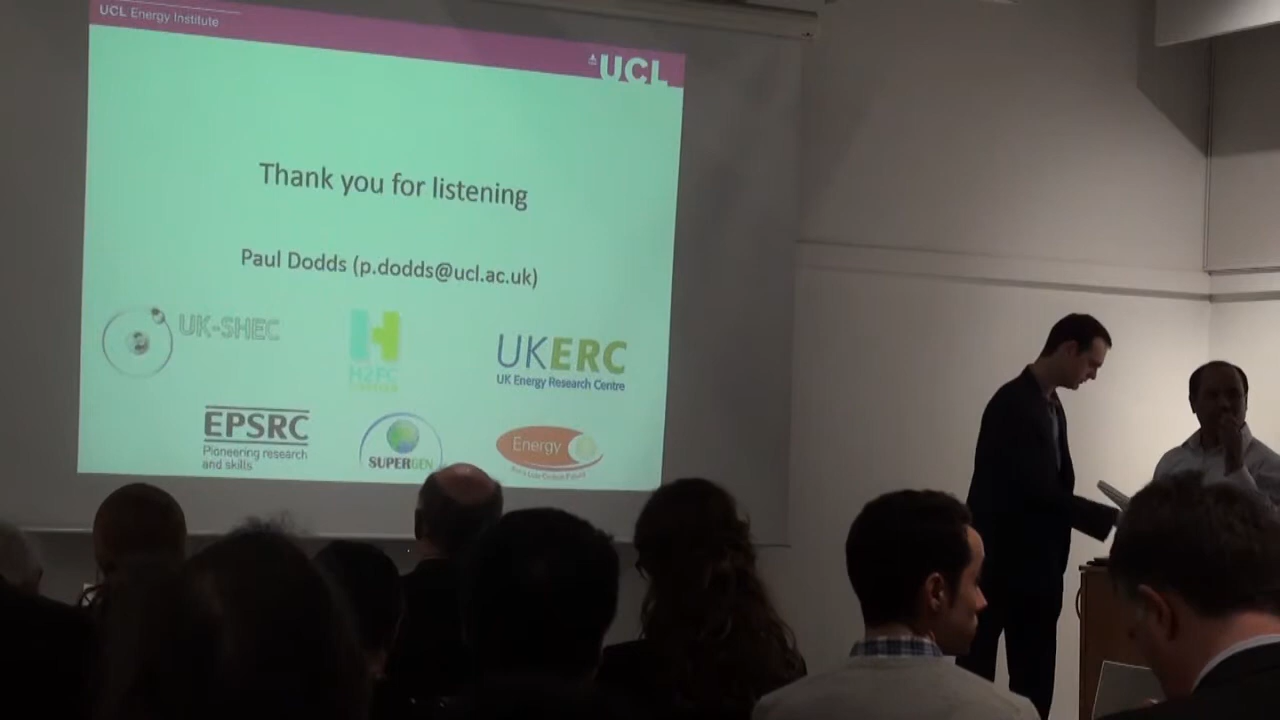 UCL Energy Institute
UCL
Thank you for listening
Paul Dodds (p.dodds@ucl.ac.uk)
UK-SHEC
H2FC
UKERC
UK Energy Research Centre
EPSRC
Pioneering research
and skills
SUPERGEN
Energy